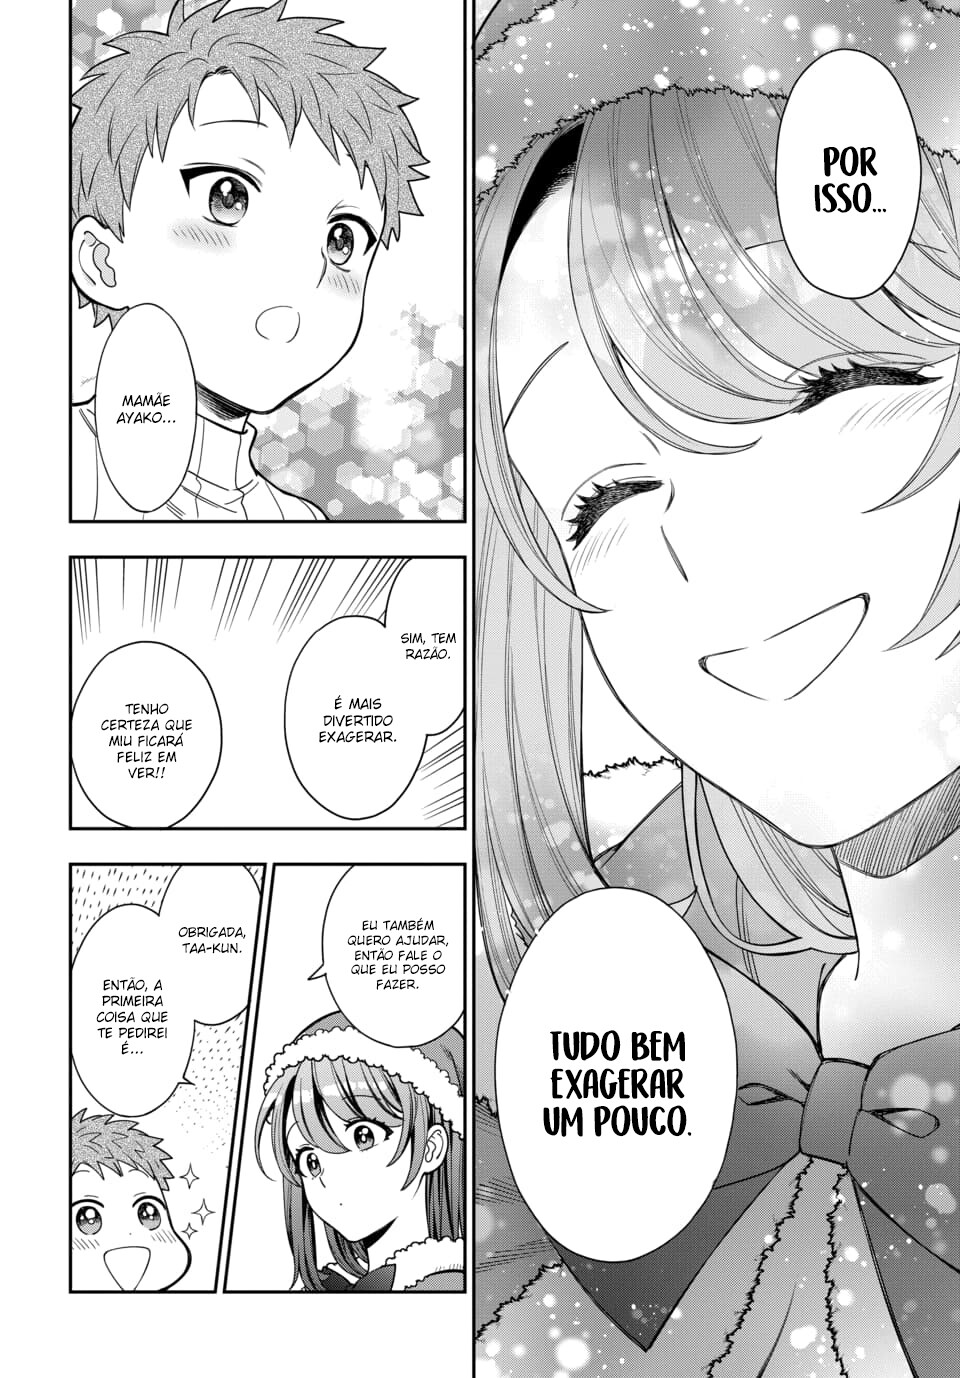 POR
ISSO...
TUDO BEM
EXAGERAR
UM POUCO.
MAMÃE
AYAKO...
SIM, TEM
RAZÃO.
É MAIS
DIVERTIDO
EXAGERAR.
TENHO
CERTEZA QUE
MIU FICARÁ
FELIZ EM
VER!!
EU TAMBÉM
QUERO AJUDAR,
ENTÃO FALE O
QUE EU POSSO
FAZER.
OBRIGADA,
TAA-KUN.
ENTÃO, A
PRIMEIRA
COISA QUE
TE PEDIREI
É...